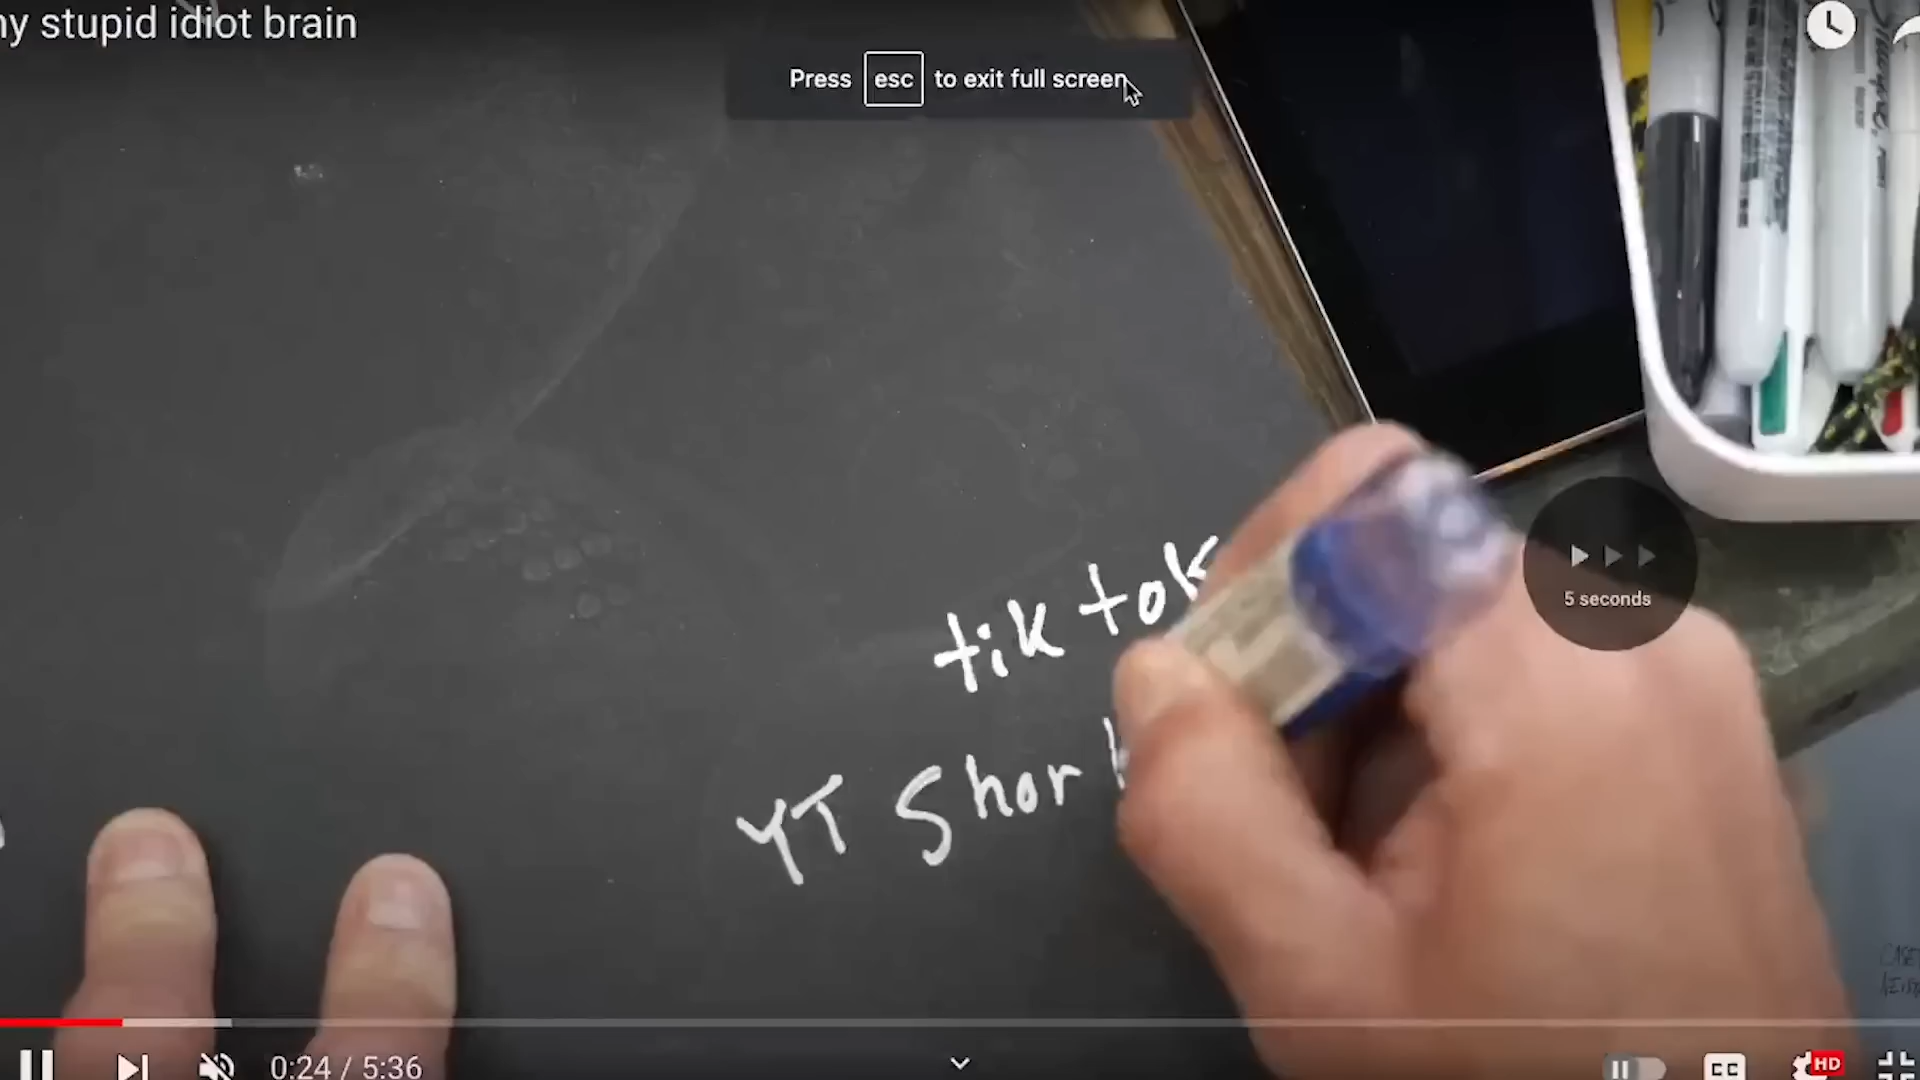 y stupid idiot brain
Press esc to exit full screen
5 seconds
tik tok
YT Shor
0:24 / 5:36
CC
HD